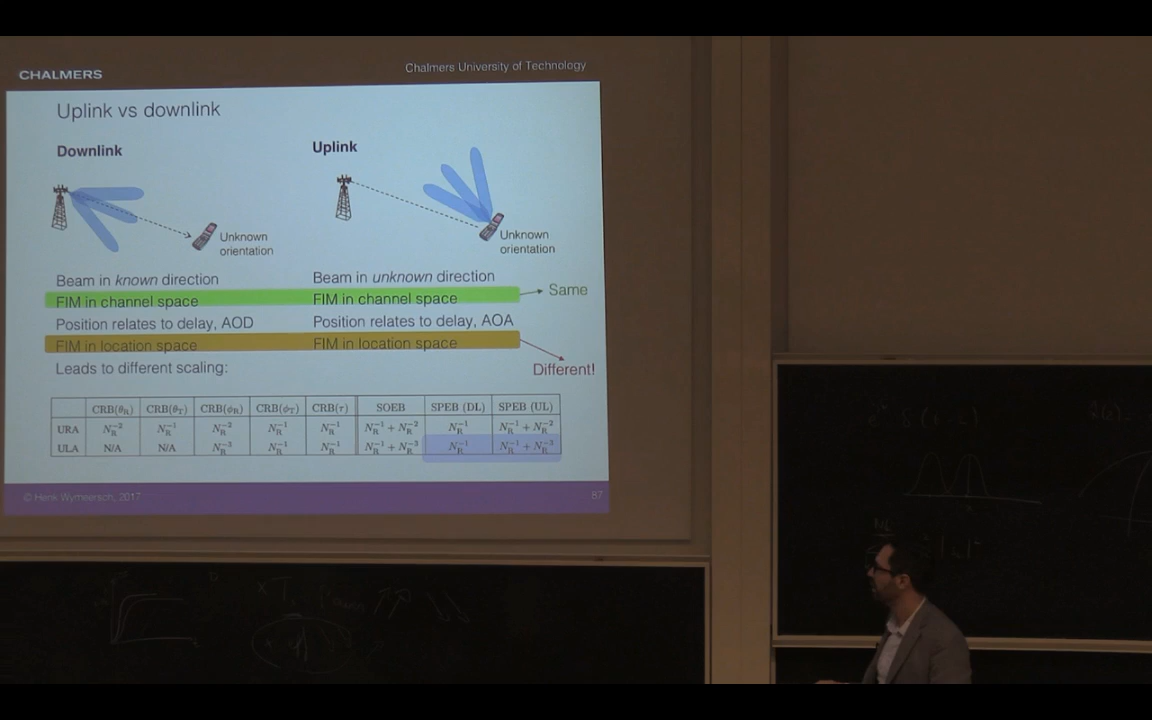 CHALMERS
Chalmers University of Technology
Uplink vs downlink
Downlink
Uplink
Unknown
orientation
Unknown
orientation
Beam in known direction
Beam in unknown direction
FIM in channel space
FIM in channel space
Same
Position relates to delay, AOD
Position relates to delay, AOA
FIM in location space
FIM in location space
Different!
Leads to different scaling:
CRB(θ_R) CRB(θ_T) CRB(ϕ_R) CRB(ϕ_T) CRB(τ) SOEB SPEB (DL) SPEB (UL)
URA N_R^-2 N_R^-1 N_R^-2 N_R^-1 N_R^-1 N_R^-1 + N_R^-2 N_R^-1 N_R^-1 + N_R^-2
ULA N/A N/A N_R^-3 N_R^-1 N_R^-1 N_R^-1 + N_R^-3 N_R^-1 N_R^-1 + N_R^-3
© Henk Wymeersch, 2017
87